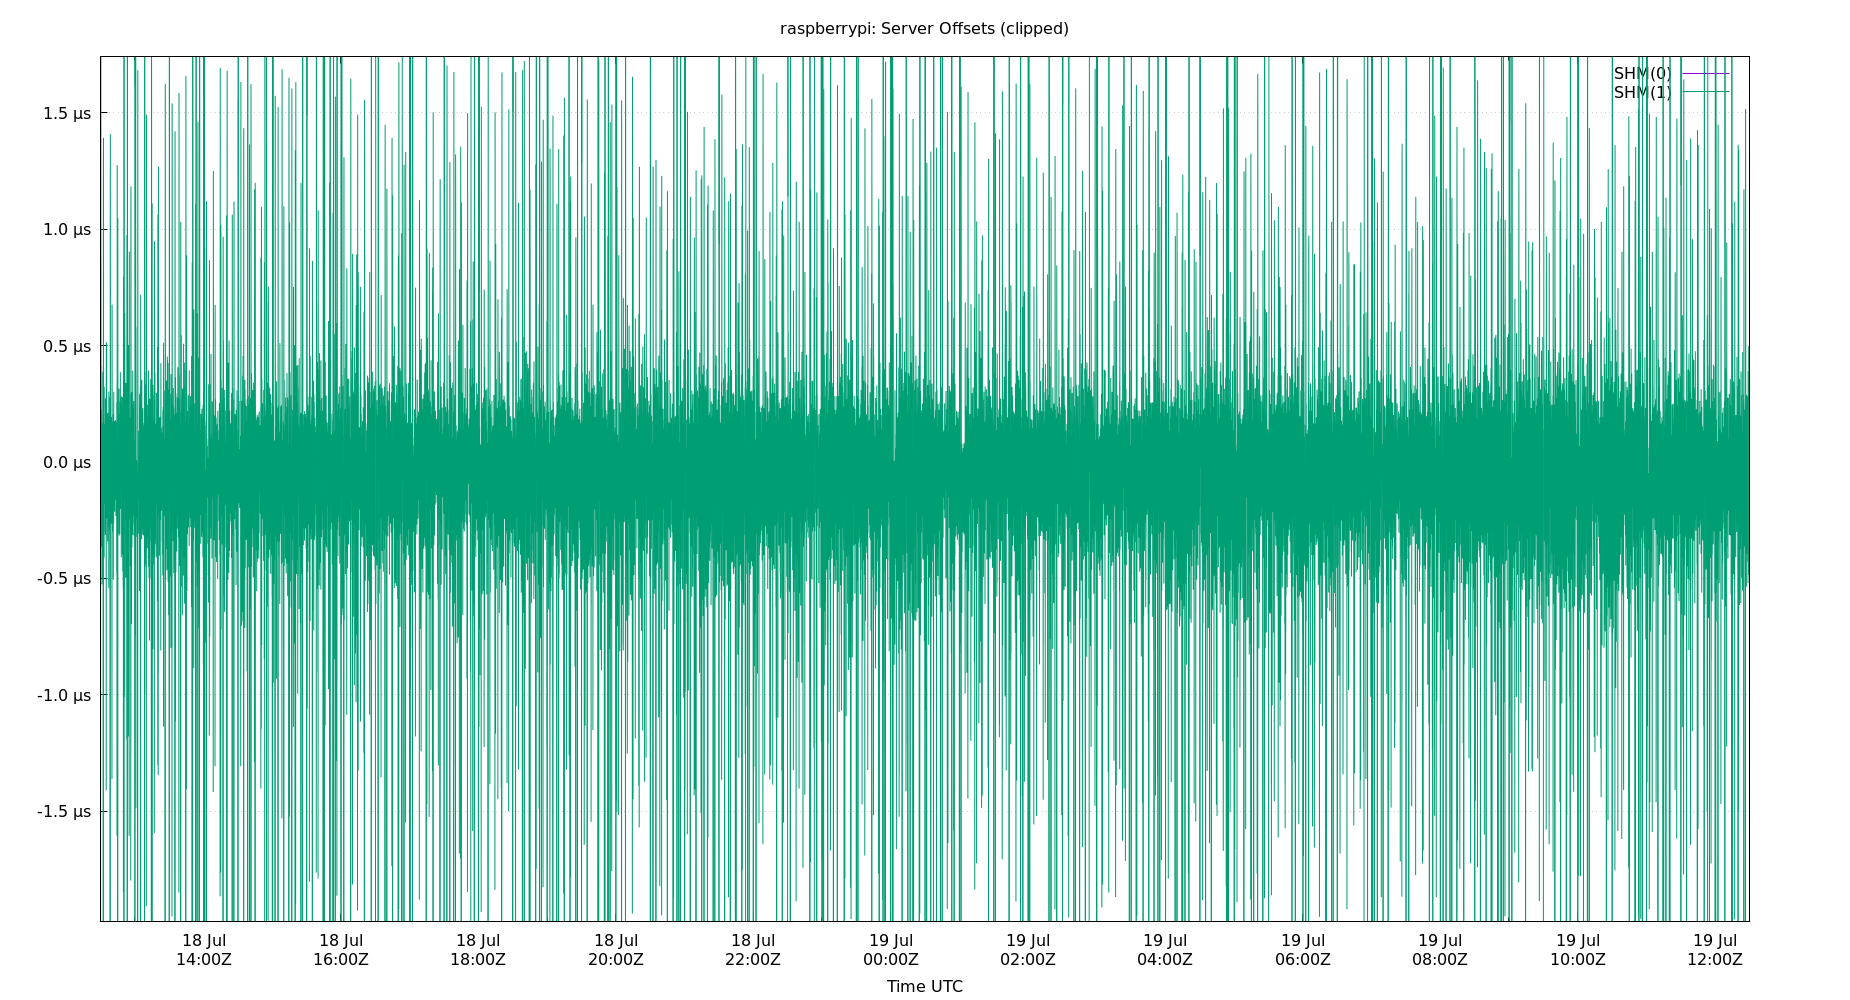 raspberrypi: Server Offsets (clipped)
SHM(0)
SHM(1)
1.5 µs
1.0 µs
0.5 µs
0.0 µs
-0.5 µs
-1.0 µs
-1.5 µs
18 Jul 18 Jul 18 Jul 18 Jul 18 Jul 19 Jul 19 Jul 19 Jul 19 Jul 19 Jul 19 Jul 19 Jul
14:00Z 16:00Z 18:00Z 20:00Z 22:00Z 00:00Z 02:00Z 04:00Z 06:00Z 08:00Z 10:00Z 12:00Z
Time UTC